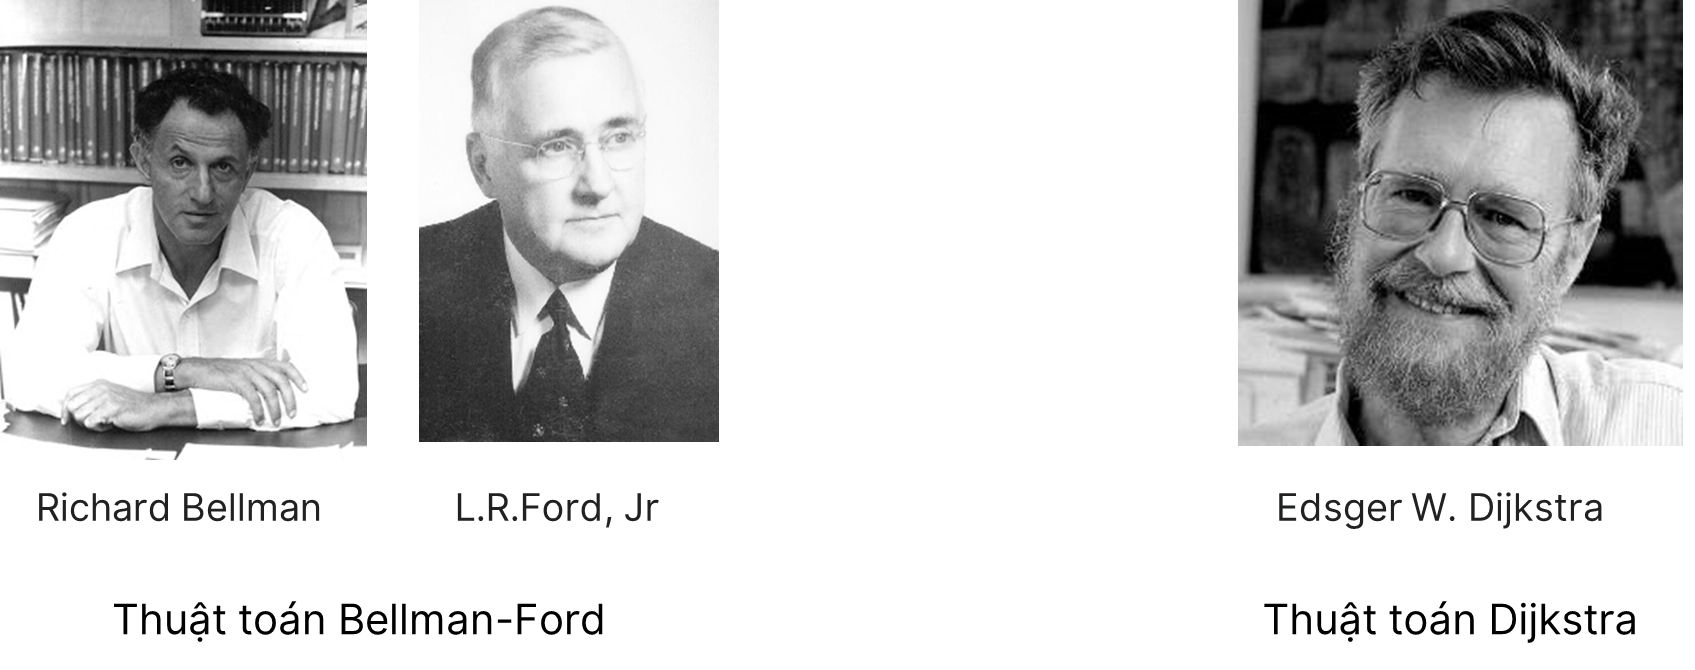 Richard Bellman
L.R.Ford, Jr
Edsger W. Dijkstra
Thuật toán Bellman-Ford
Thuật toán Dijkstra